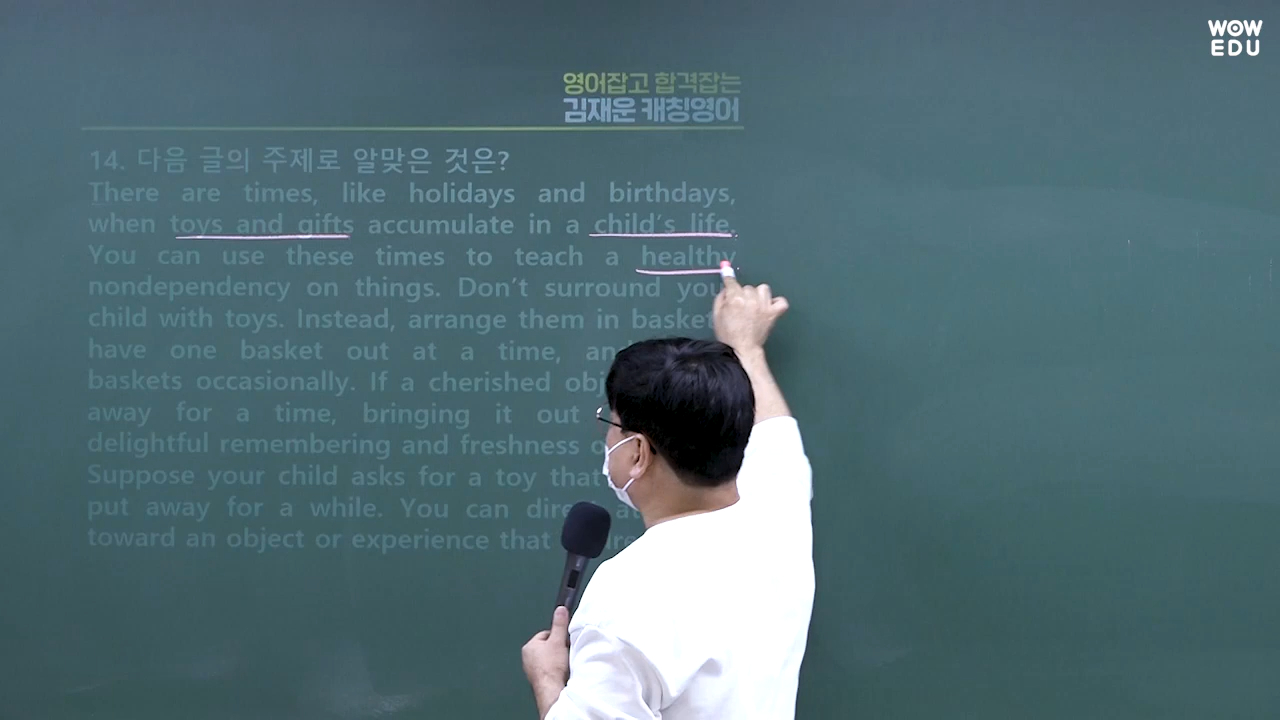 WOW
EDU
영어잡고 합격잡는
김재운 캐칭영어
14. 다음 글의 주제로 알맞은 것은?
There are times, like holidays and birthdays,
when toys and gifts accumulate in a child's life.
You can use these times to teach a healthy
nondependency on things. Don't surround
child with toys. Instead, arrange them in
have one basket out at a time,
baskets occasionally. If a cherished
away for a time, bringing it out
delightful remembering and freshness
Suppose your child asks for a toy that
put away for a while. You can
toward an object or experience that